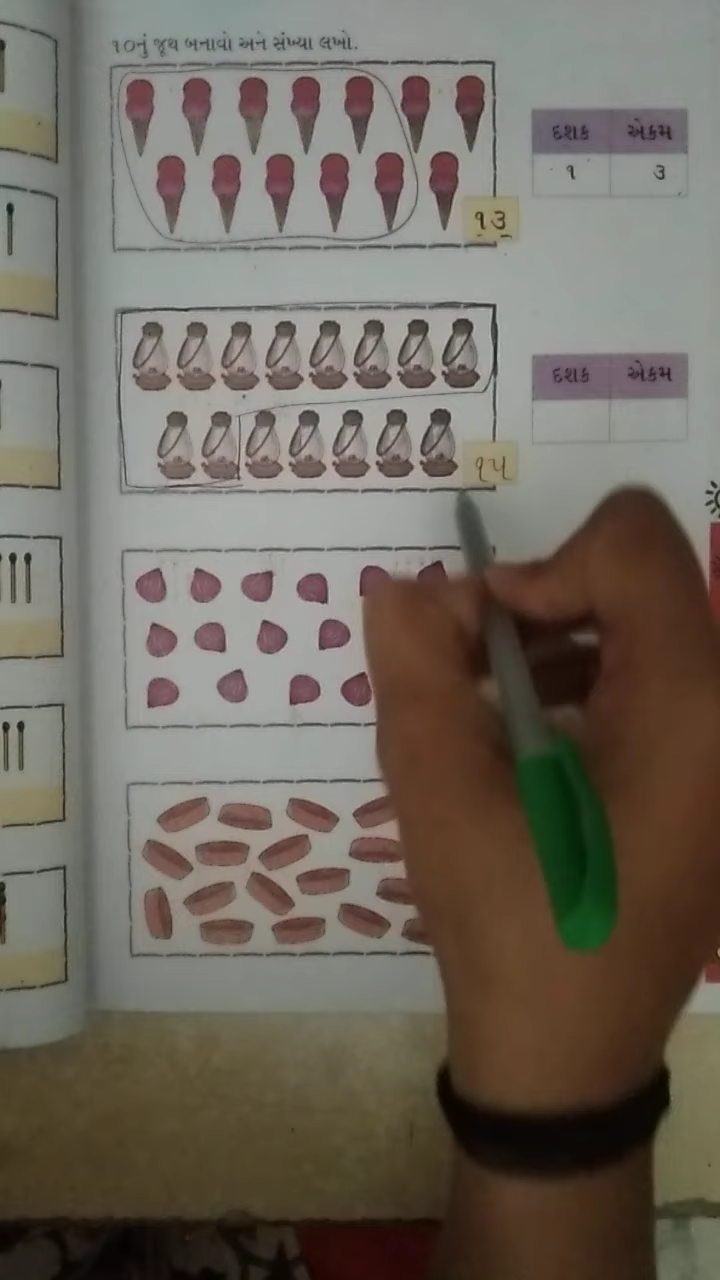 ૧૦નું જૂથ બનાવો અને સંખ્યા લખો.
દશક એકમ
૧ ૩
૧૩
દશક એકમ
૧૫